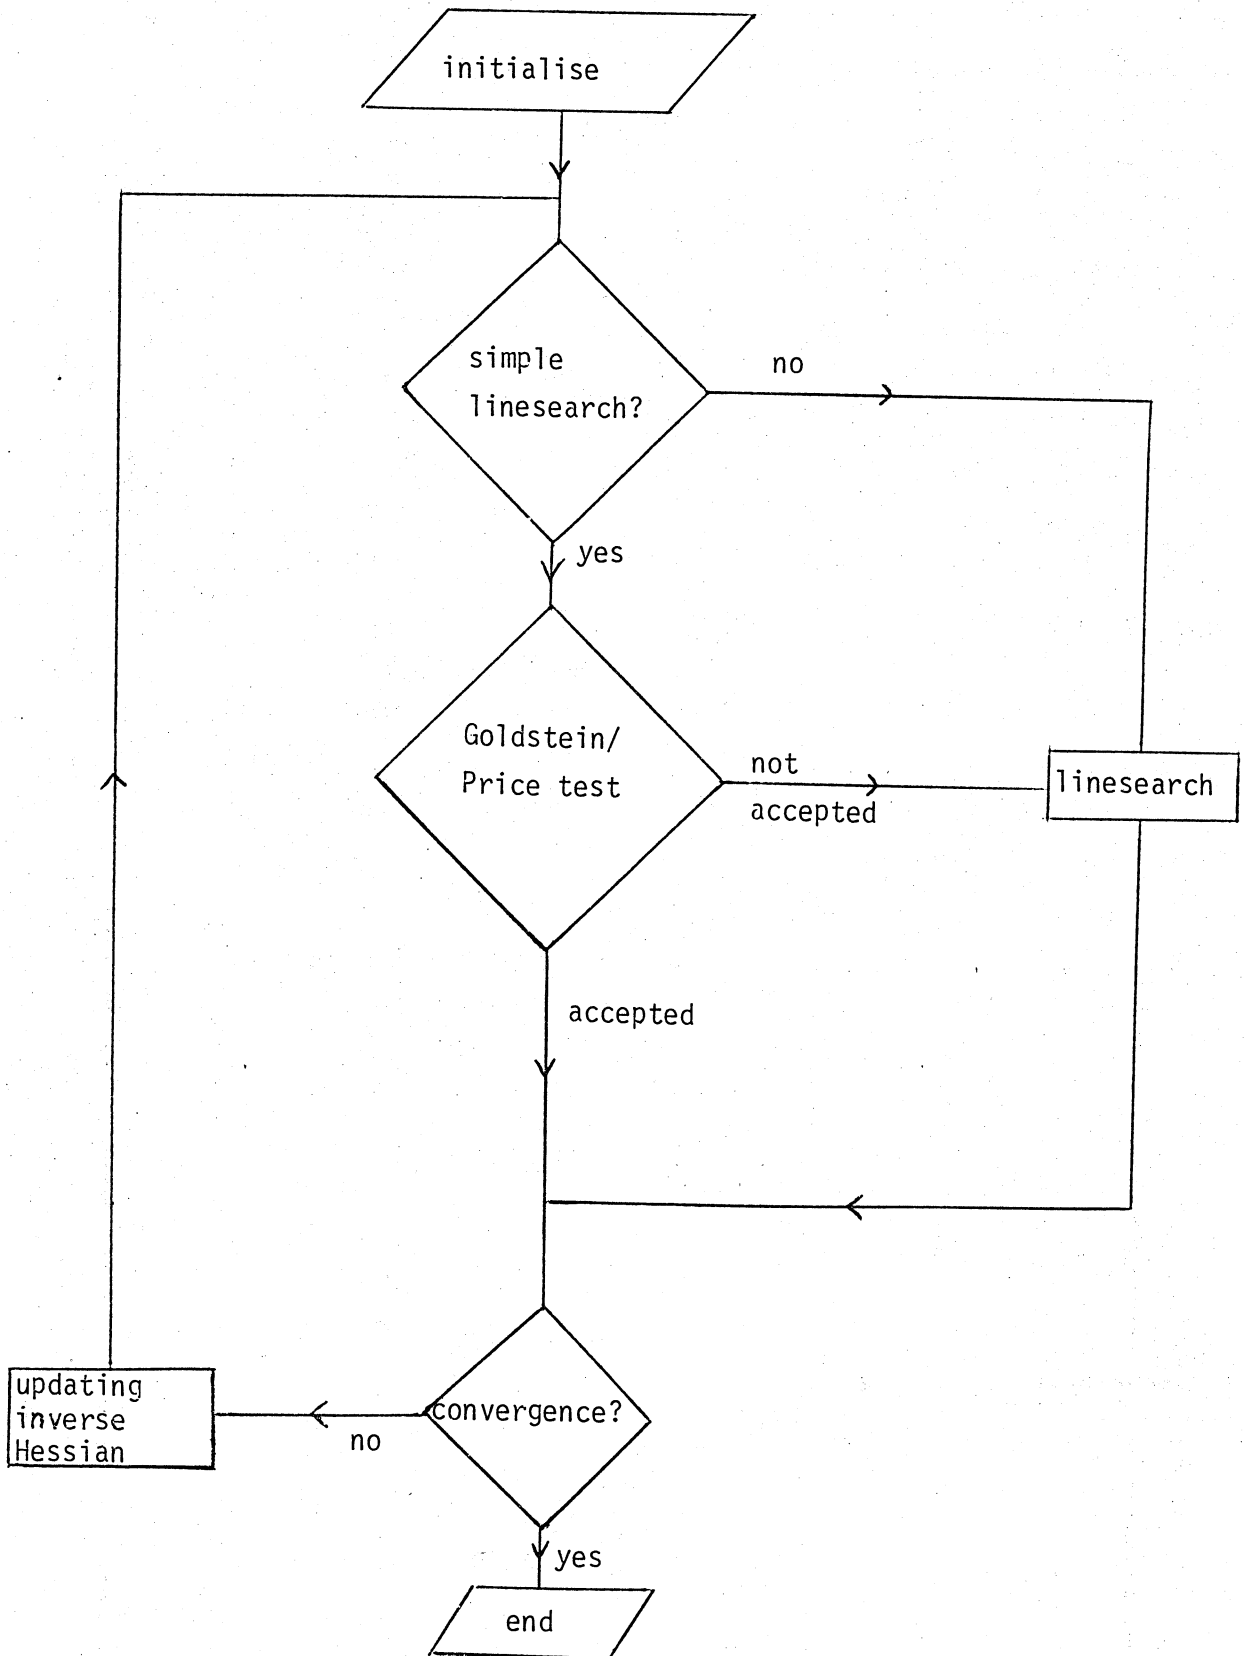 initialise
simple
linesearch?
no
yes
Goldstein/
Price test
not
accepted
linesearch
accepted
convergence?
no
updating
inverse
Hessian
yes
end